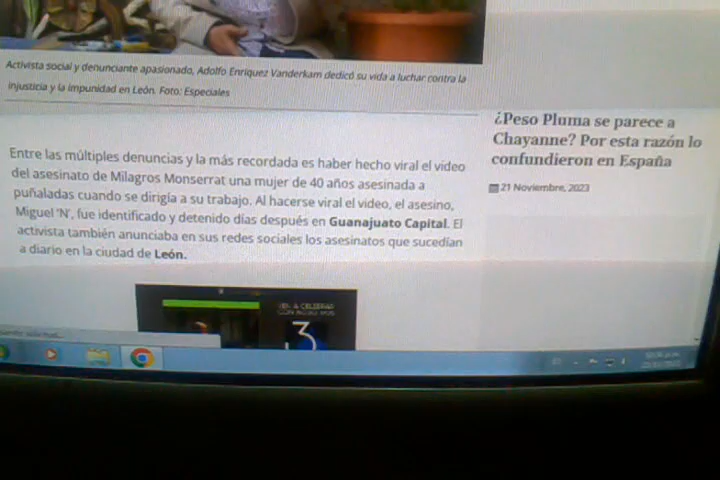 Activista social y denunciante apasionado, Adolfo Enríquez Vanderkam dedicó su vida a luchar contra la
injusticia y la impunidad en León. Foto: Especiales
Entre las múltiples denuncias y la más recordada es haber hecho viral el video
del asesinato de Milagros Monserrat una mujer de 40 años asesinada a
puñaladas cuando se dirigía a su trabajo. Al hacerse viral el video, el asesino,
Miguel 'N', fue identificado y detenido días después en Guanajuato Capital. El
activista también anunciaba en sus redes sociales los asesinatos que sucedían
a diario en la ciudad de León.
¿Peso Pluma se parece a
Chayanne? Por esta razón lo
confundieron en España
21 Noviembre, 2023
VEN A CELEBRAR
3
ES